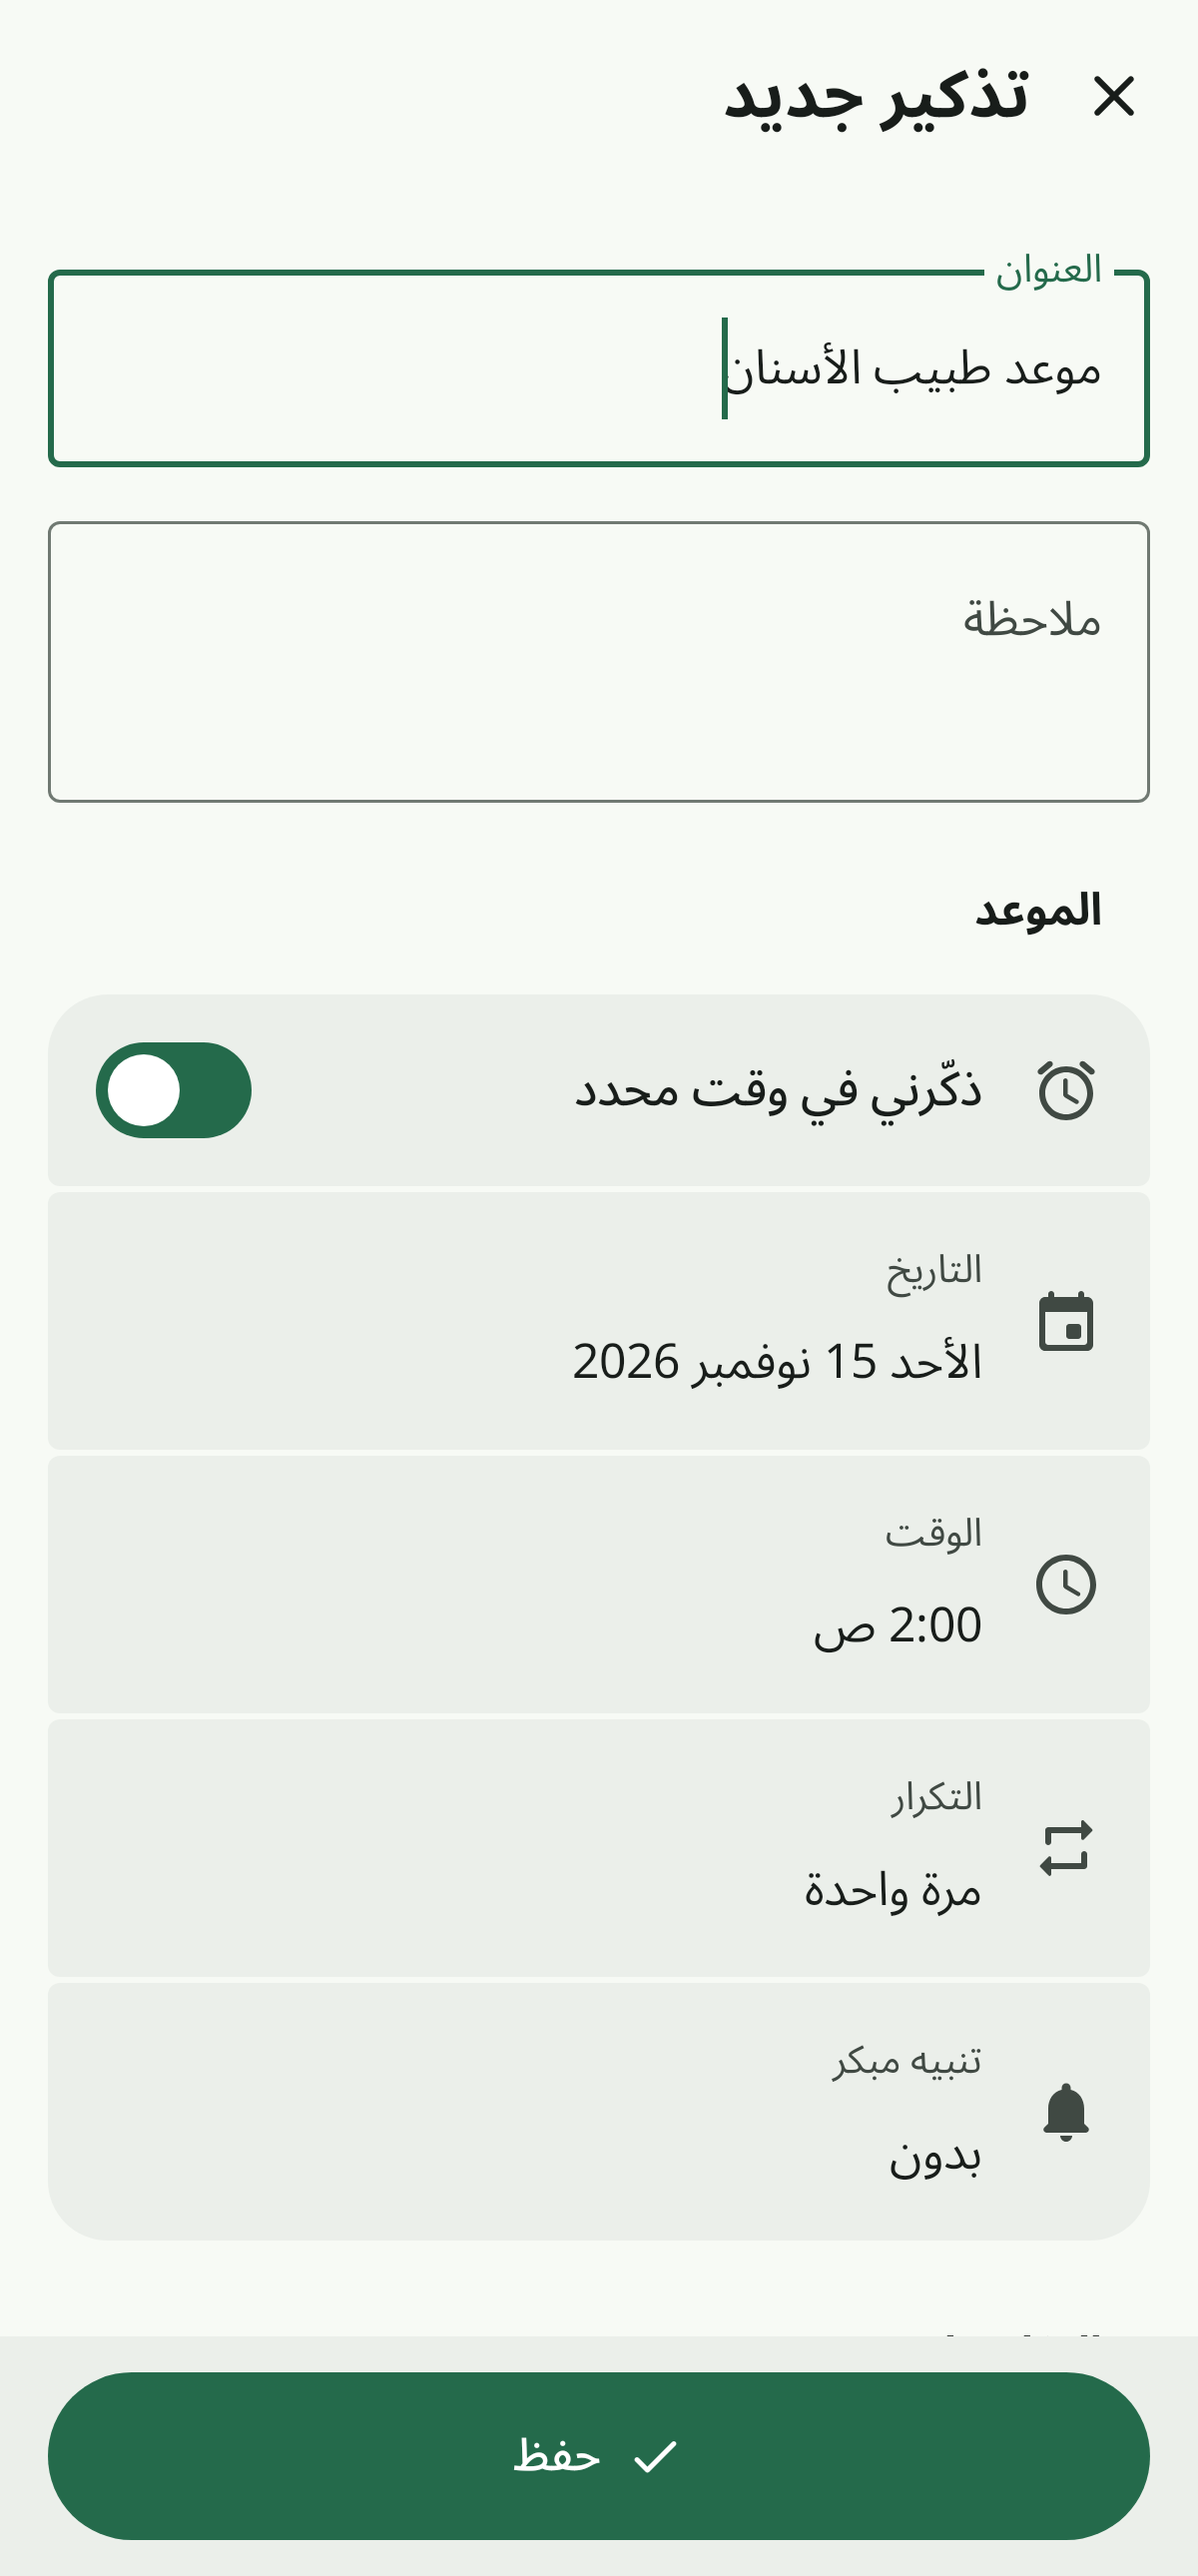 تذكير جديد
العنوان
موعد طبيب الأسنان
ملاحظة
الموعد
ذكّرني في وقت محدد
التاريخ
الأحد 15 نوفمبر 2026
الوقت
2:00 ص
التكرار
مرة واحدة
تنبيه مبكر
بدون
حفظ